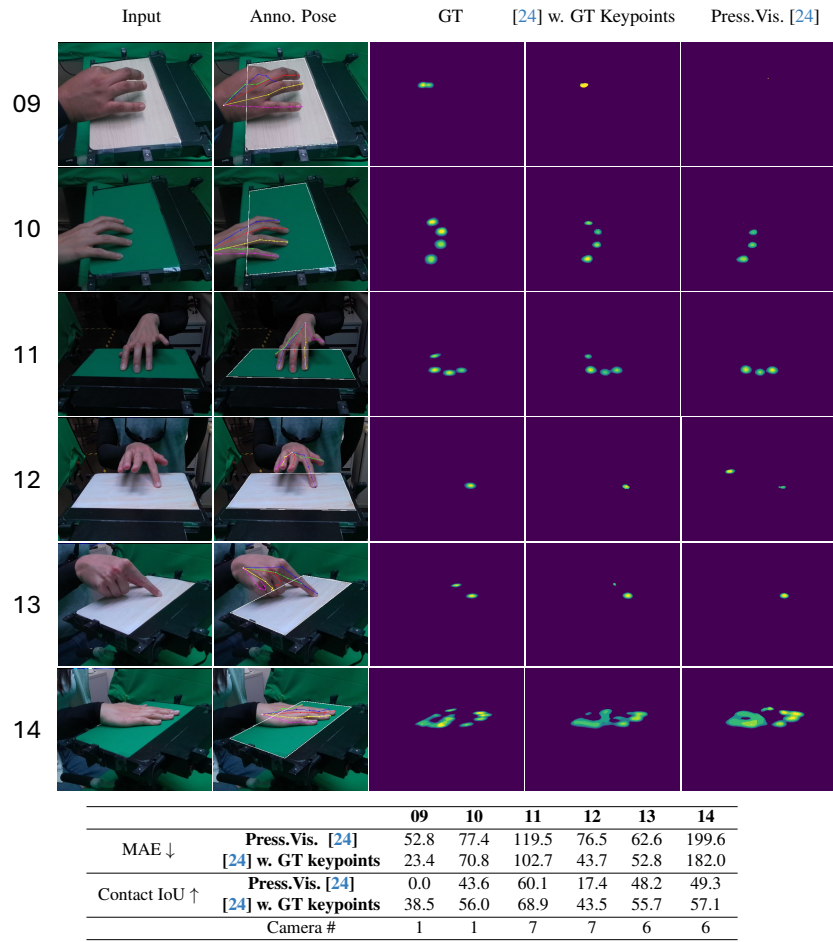 Input Anno. Pose GT [24] w. GT Keypoints Press.Vis. [24]
09
10
11
12
13
14
09 10 11 12 13 14
MAE ↓ Press.Vis. [24] 52.8 77.4 119.5 76.5 62.6 199.6
[24] w. GT keypoints 23.4 70.8 102.7 43.7 52.8 182.0
Contact IoU ↑ Press.Vis. [24] 0.0 43.6 60.1 17.4 48.2 49.3
[24] w. GT keypoints 38.5 56.0 68.9 43.5 55.7 57.1
Camera # 1 1 7 7 6 6